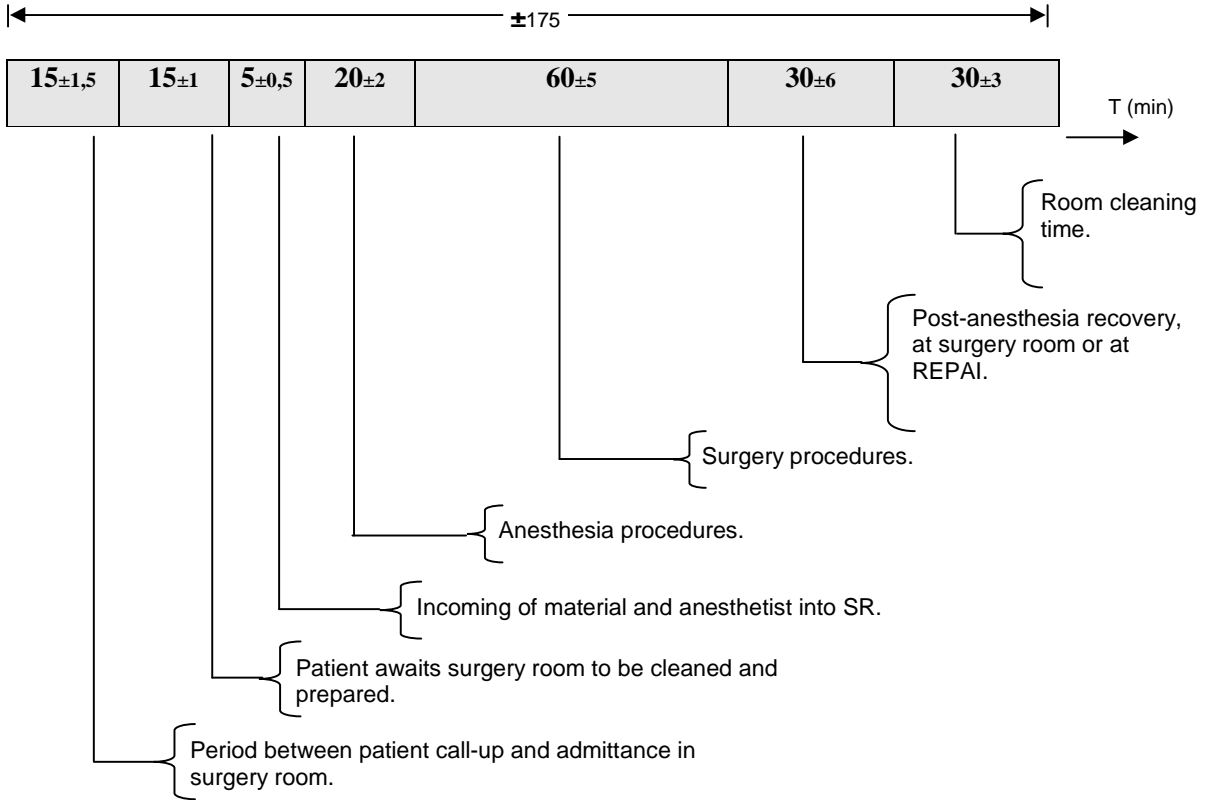 ±175
15±1,5 15±1 5±0,5 20±2 60±5 30±6 30±3
T (min)
Room cleaning
time.
Post-anesthesia recovery,
at surgery room or at
REPAI.
Surgery procedures.
Anesthesia procedures.
Incoming of material and anesthetist into SR.
Patient awaits surgery room to be cleaned and
prepared.
Period between patient call-up and admittance in
surgery room.